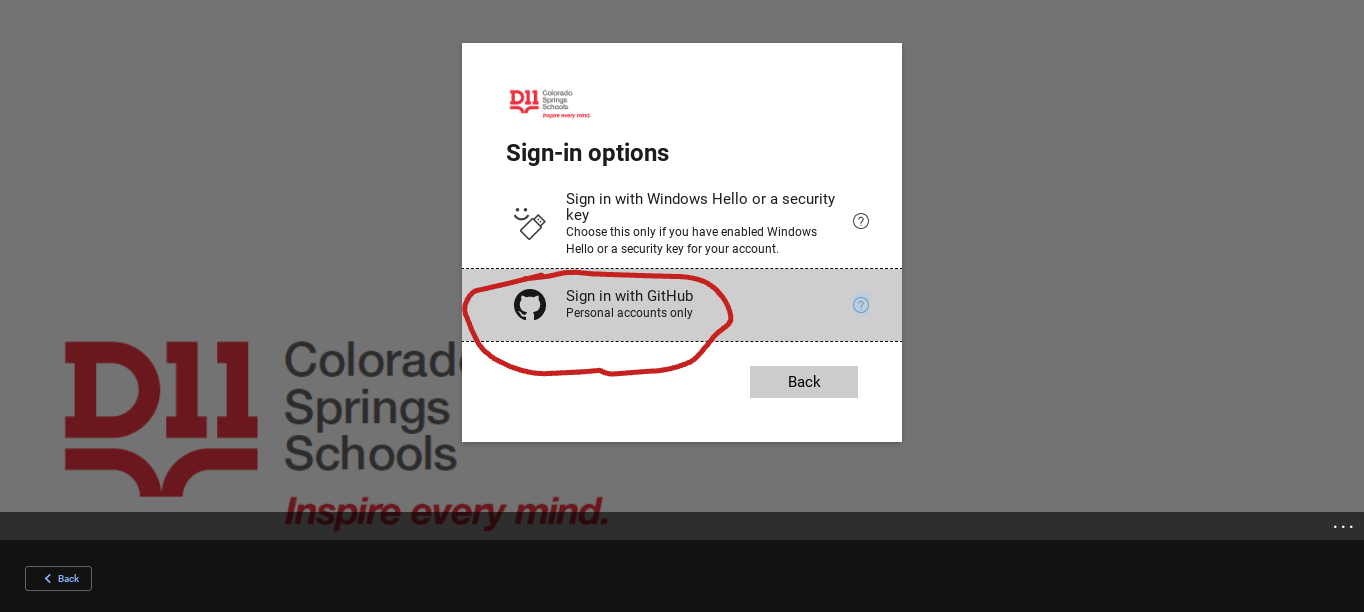 D11 Colorado
Springs
Schools
Inspire every mind.
Sign-in options
Sign in with Windows Hello or a security
key
Choose this only if you have enabled Windows
Hello or a security key for your account.
?
Sign in with GitHub
Personal accounts only
?
Back
D11 Colorad
Springs
Schools
Inspire every mind.
...
Back